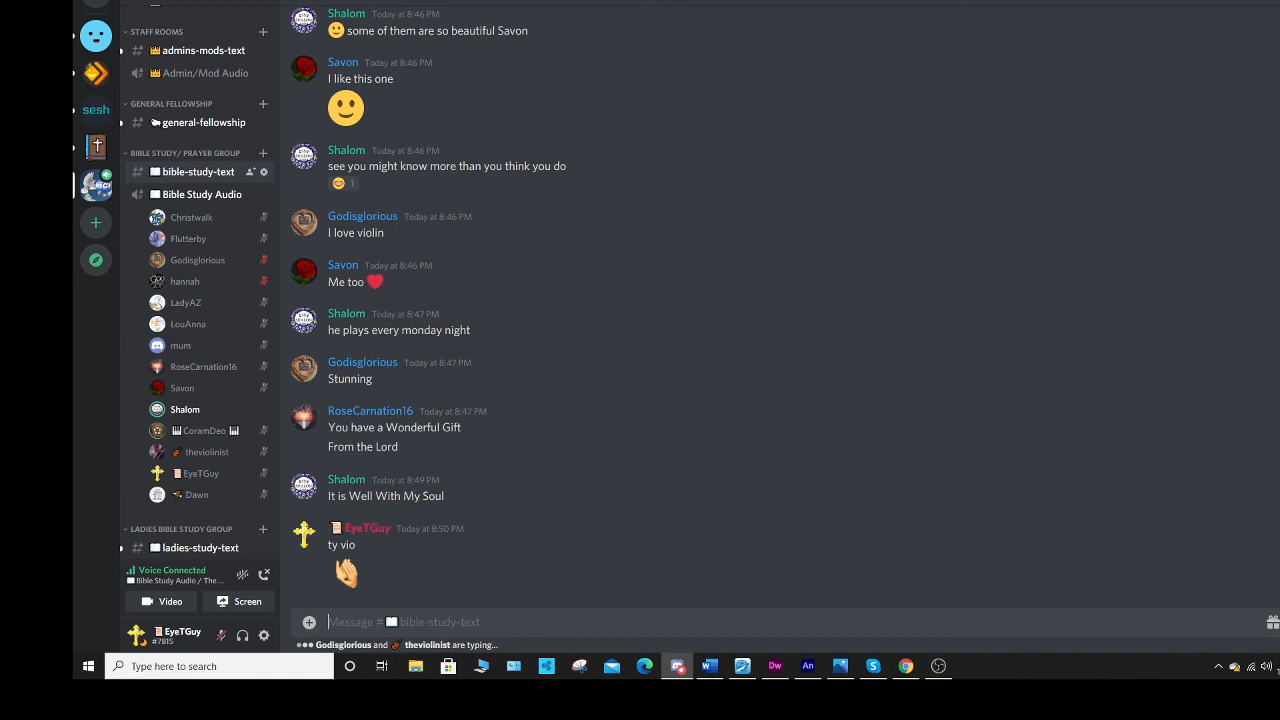 STAFF ROOMS
admins-mods-text
Admin/Mod Audio
GENERAL FELLOWSHIP
general-fellowship
BIBLE STUDY/ PRAYER GROUP
bible-study-text
Bible Study Audio
Christwalk
Flutterby
Godisglorious
hannah
LadyAZ
LouAnna
mum
RoseCarnation16
Savon
Shalom
CoramDeo
theviolinist
EyeTGuy
Dawn
LADIES BIBLE STUDY GROUP
ladies-study-text
Voice Connected
Bible Study Audio / The ...
Video
Screen
EyeTGuy
#7815
sesh
Shalom Today at 8:46 PM
some of them are so beautiful Savon
Savon Today at 8:46 PM
I like this one
Shalom Today at 8:46 PM
see you might know more than you think you do
1
Godisglorious Today at 8:46 PM
I love violin
Savon Today at 8:46 PM
Me too
Shalom Today at 8:47 PM
he plays every monday night
Godisglorious Today at 8:47 PM
Stunning
RoseCarnation16 Today at 8:47 PM
You have a Wonderful Gift
From the Lord
Shalom Today at 8:49 PM
It is Well With My Soul
EyeTGuy Today at 8:50 PM
ty vio
Message # bible-study-text
Godisglorious and theviolinist are typing...
Type here to search
Dw
An